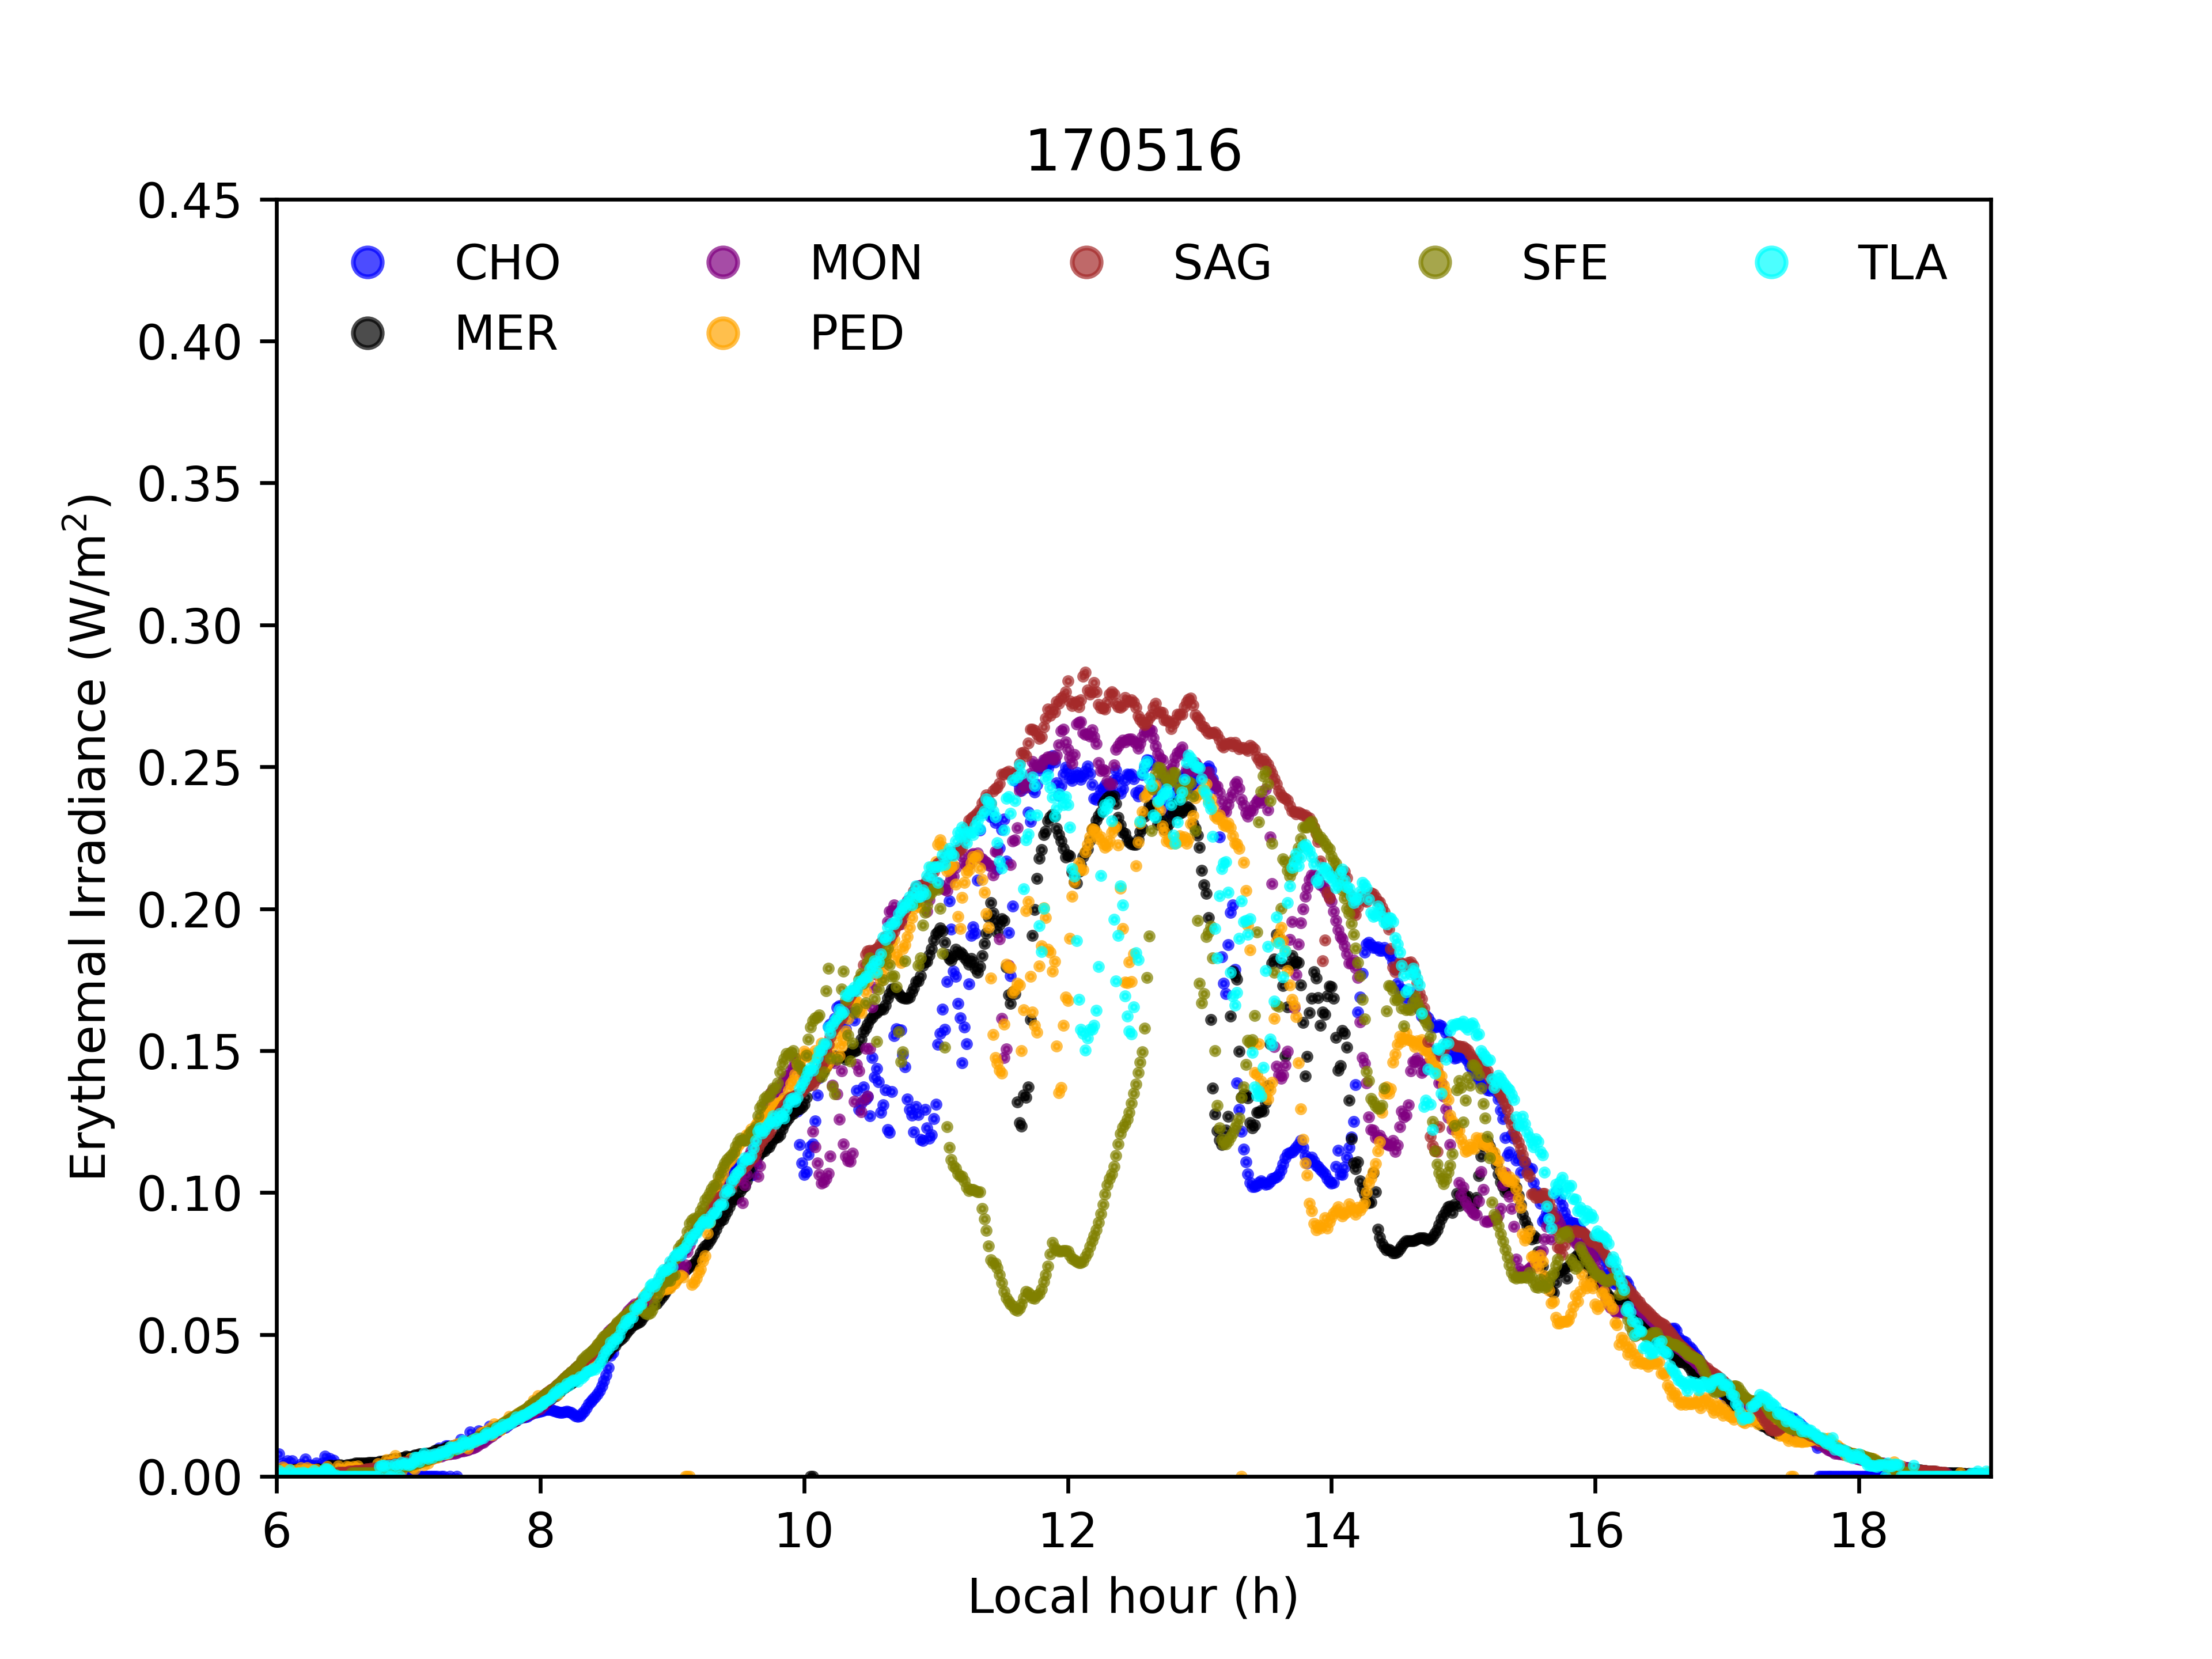 170516
0.45
0.40
0.35
0.30
0.25
0.20
0.15
0.10
0.05
0.00
Erythemal Irradiance (W/m²)
CHO MON SAG SFE TLA
MER PED
6 8 10 12 14 16 18
Local hour (h)